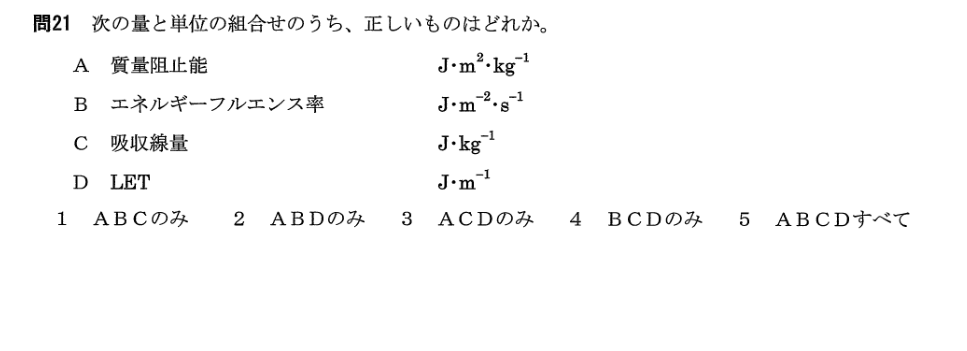 問21 次の量と単位の組合せのうち、正しいものはどれか。
A 質量阻止能 J・m²・kg⁻¹
B エネルギーフルエンス率 J・m⁻²・s⁻¹
C 吸収線量 J・kg⁻¹
D LET J・m⁻¹
1 ABCのみ 2 ABDのみ 3 ACDのみ 4 BCDのみ 5 ABCDすべて